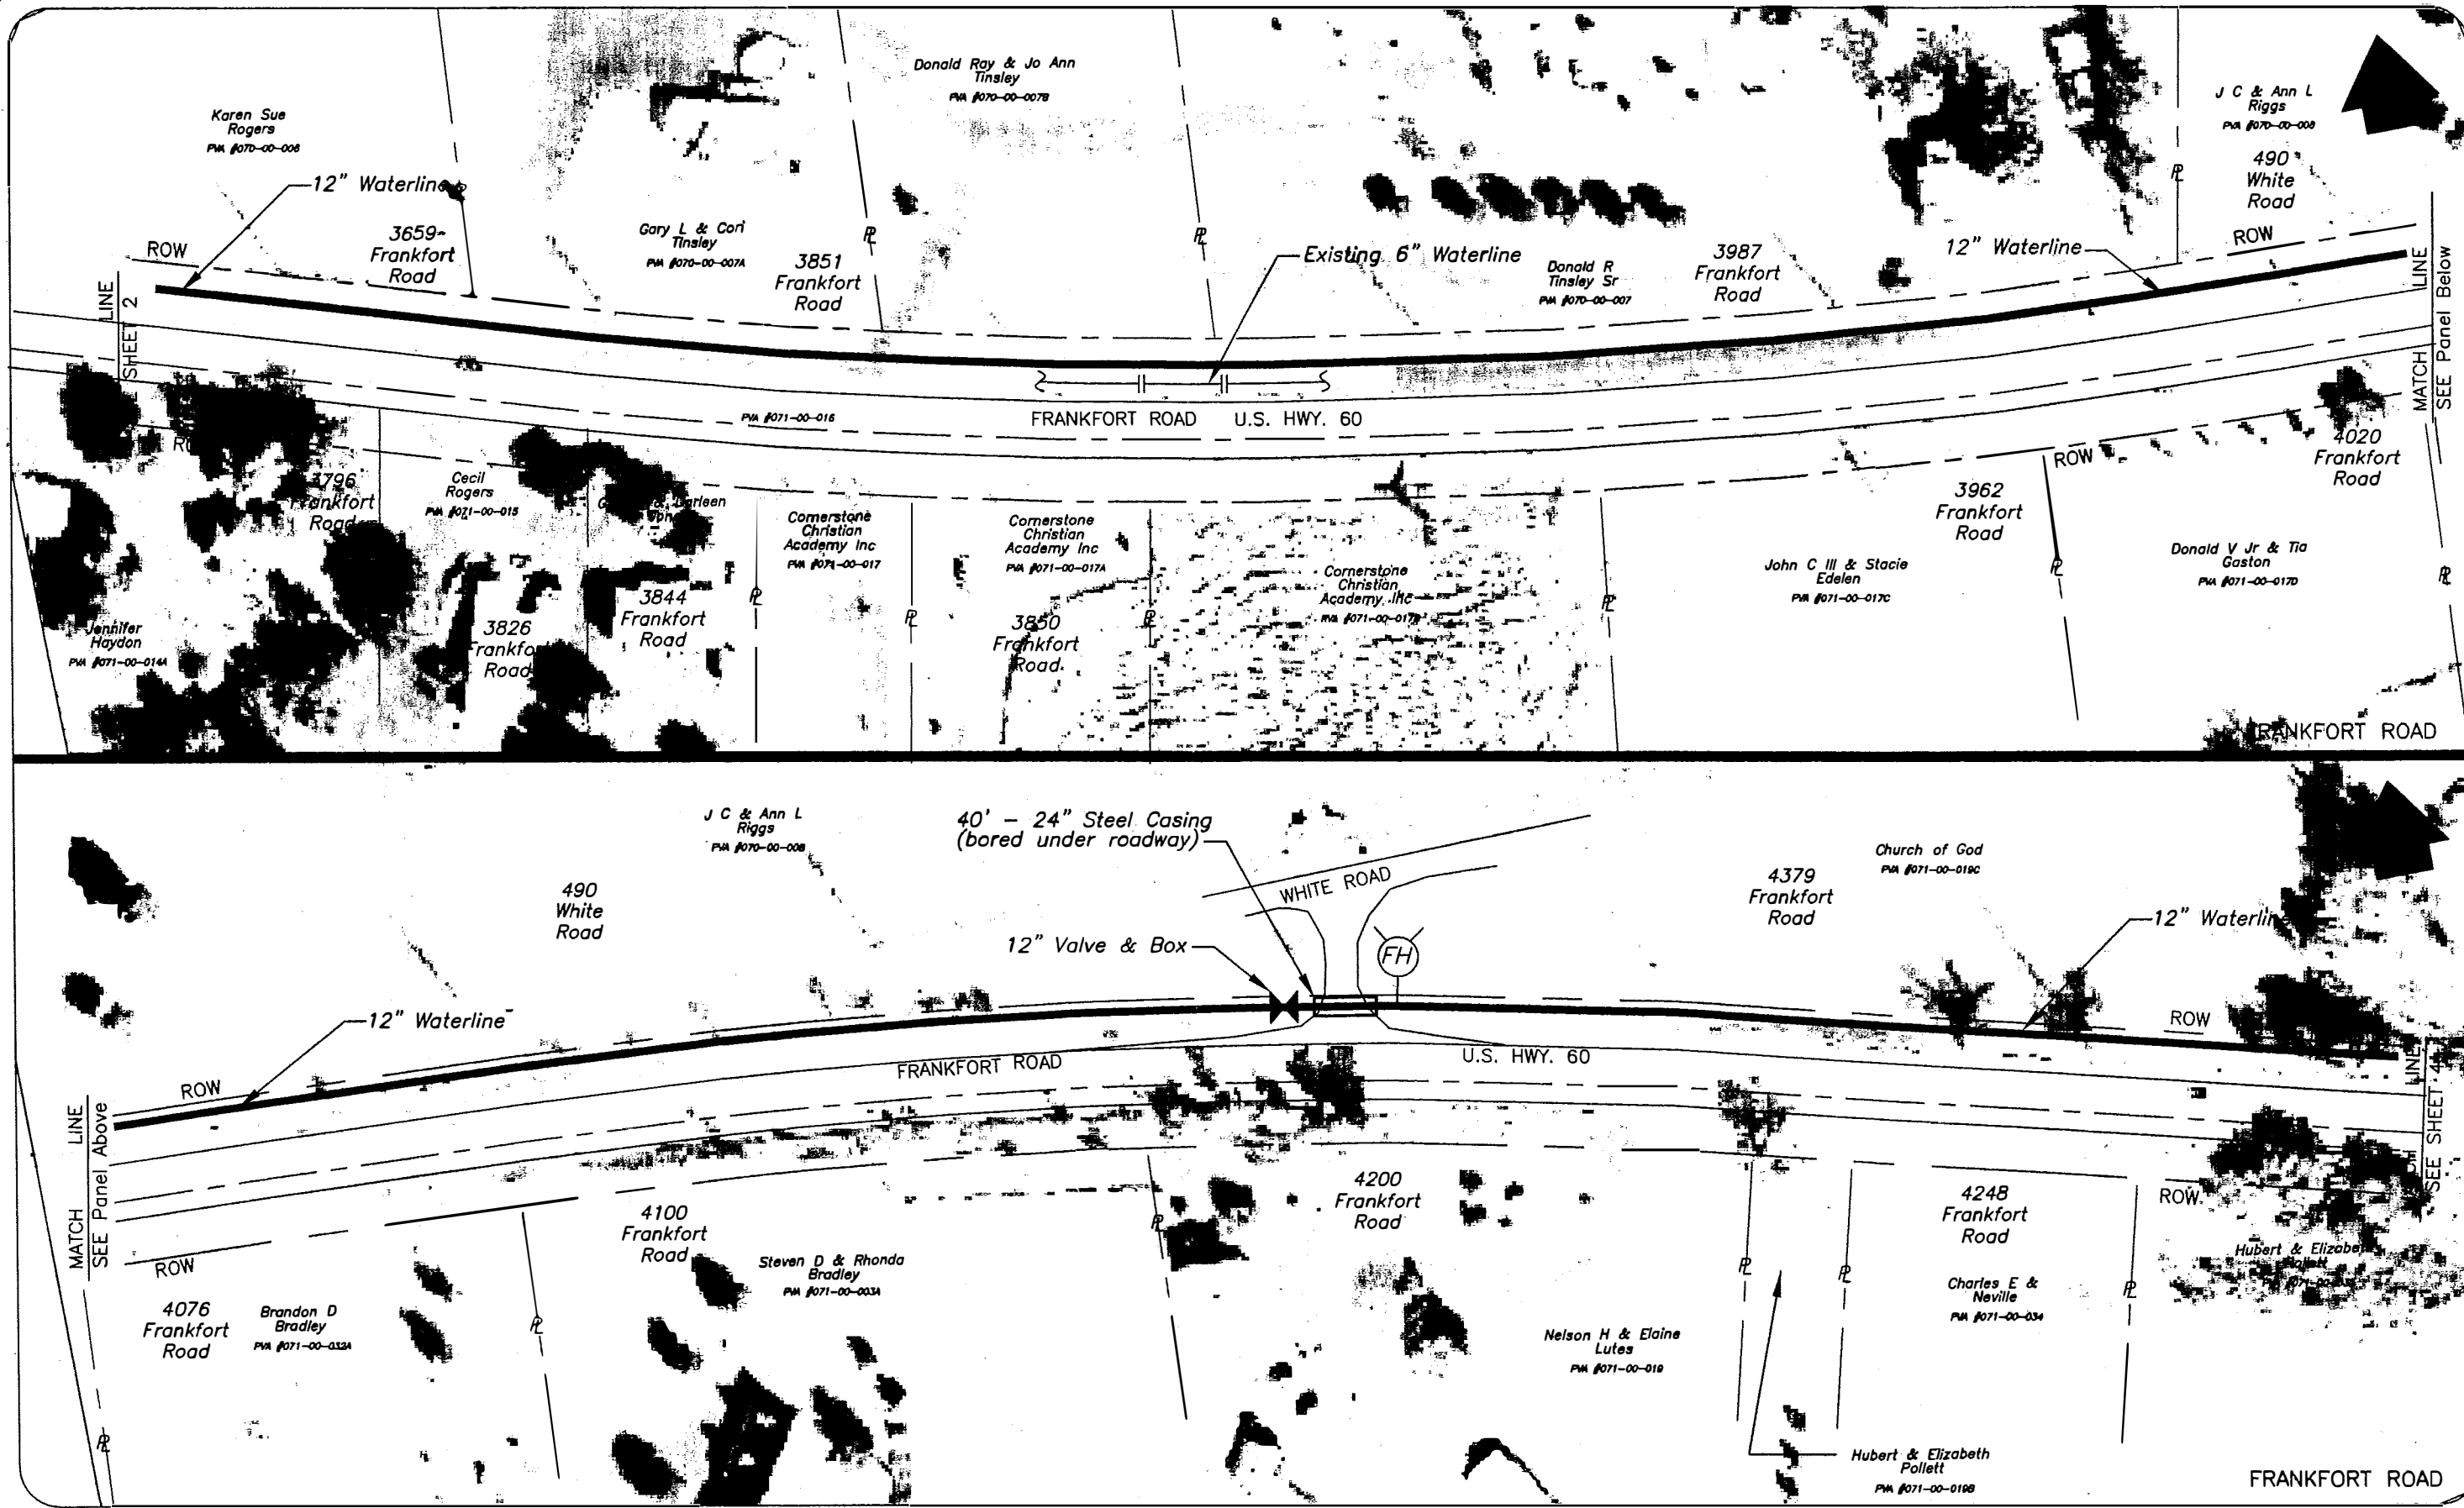 Karen Sue
Rogers
PVA #070-00-006
12" Waterline
ROW
3659
Frankfort
Road
LINE
SHEET 2
Gary L & Cori
Tinsley
PVA #070-00-007A
3851
Frankfort
Road
Donald Ray & Jo Ann
Tinsley
PVA #070-00-007B
Existing 6" Waterline
Donald R
Tinsley Sr
PVA #070-00-007
3987
Frankfort
Road
12" Waterline
J C & Ann L
Riggs
PVA #070-00-008
490
White
Road
ROW
MATCH LINE
SEE Panel Below
PVA #071-00-016
FRANKFORT ROAD U.S. HWY. 60
3796
Frankfort
Road
Jennifer
Haydon
PVA #071-00-014A
Cecil
Rogers
PVA #071-00-015
3826
Frankfort
Road
3844
Frankfort
Road
Cornerstone
Christian
Academy Inc
PVA #071-00-017
Cornerstone
Christian
Academy Inc
PVA #071-00-017A
3850
Frankfort
Road
Cornerstone
Christian
Academy Inc
John C III & Stacie
Edelen
PVA #071-00-017C
3962
Frankfort
Road
ROW
Donald V Jr & Tia
Gaston
PVA #071-00-017D
4020
Frankfort
Road
FRANKFORT ROAD
J C & Ann L
Riggs
PVA #070-00-008
490
White
Road
40' - 24" Steel Casing
(bored under roadway)
WHITE ROAD
12" Valve & Box
FH
4379
Frankfort
Road
Church of God
PVA #071-00-019C
12" Waterline
12" Waterline
ROW
ROW
MATCH LINE
SEE Panel Above
FRANKFORT ROAD
U.S. HWY. 60
LINE
SEE SHEET 4
ROW
4076
Frankfort
Road
Brandon D
Bradley
PVA #071-00-032A
4100
Frankfort
Road
Steven D & Rhonda
Bradley
PVA #071-00-003A
4200
Frankfort
Road
Nelson H & Elaine
Lutes
PVA #071-00-019
4248
Frankfort
Road
Charles E &
Neville
PVA #071-00-034
ROW
Hubert & Elizabeth
Pollett
Hubert & Elizabeth
Pollett
PVA #071-00-019B
FRANKFORT ROAD